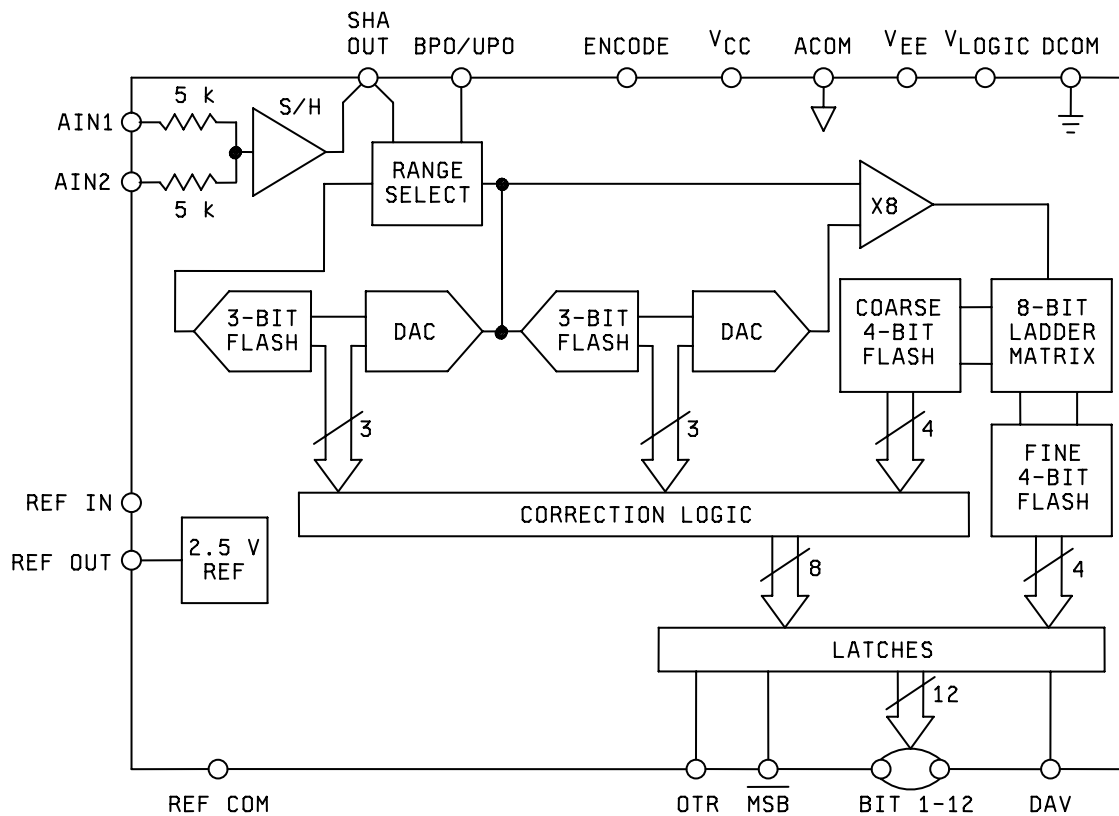 SHA
OUT
BPO/UPO
ENCODE
VCC
ACOM
VEE
VLOGIC
DCOM
5 k
S/H
AIN1
AIN2
5 k
RANGE
SELECT
X8
3-BIT
FLASH
DAC
3-BIT
FLASH
DAC
COARSE
4-BIT
FLASH
8-BIT
LADDER
MATRIX
3
3
4
FINE
4-BIT
FLASH
REF IN
CORRECTION LOGIC
REF OUT
2.5 V
REF
8
4
LATCHES
12
REF COM
OTR
MSB
BIT 1-12
DAV